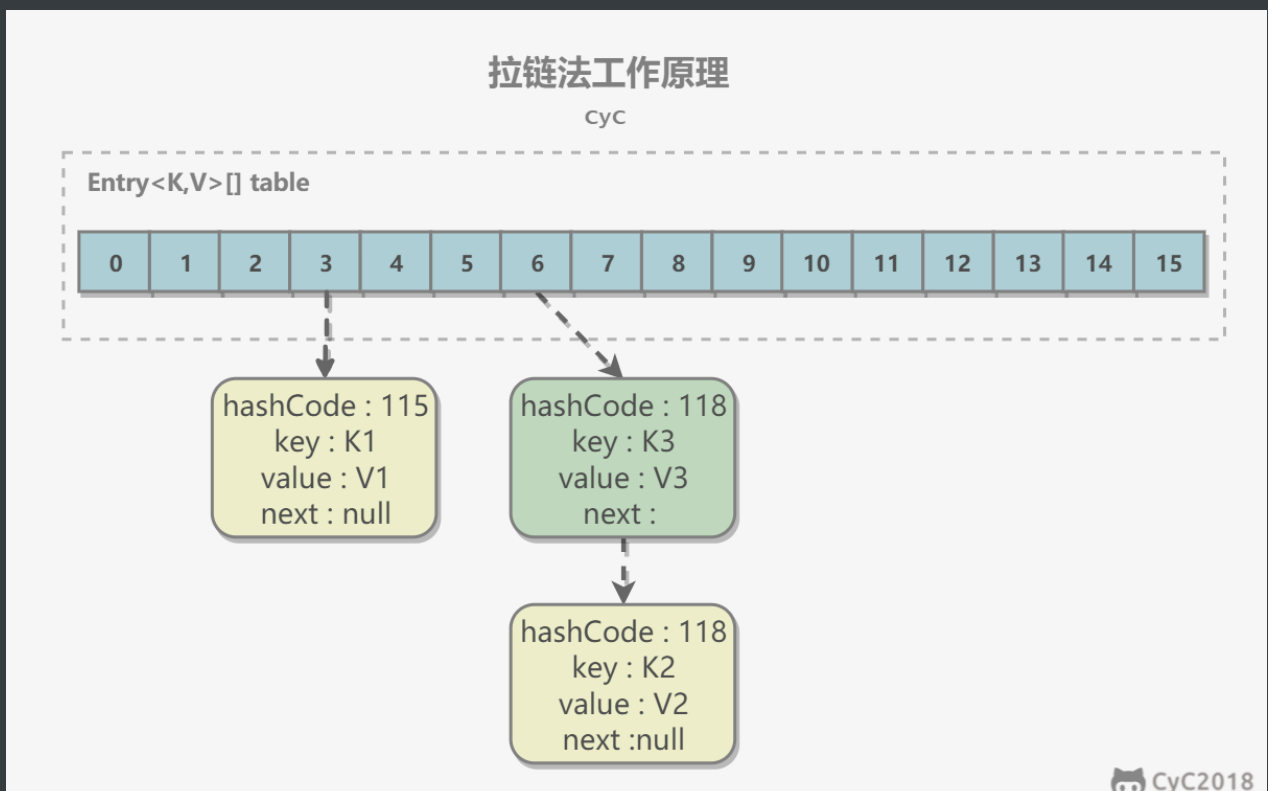 拉链法工作原理
CyC
Entry<K,V>[] table
0 1 2 3 4 5 6 7 8 9 10 11 12 13 14 15
hashCode : 115
key : K1
value : V1
next : null
hashCode : 118
key : K3
value : V3
next :
hashCode : 118
key : K2
value : V2
next :null
CyC2018